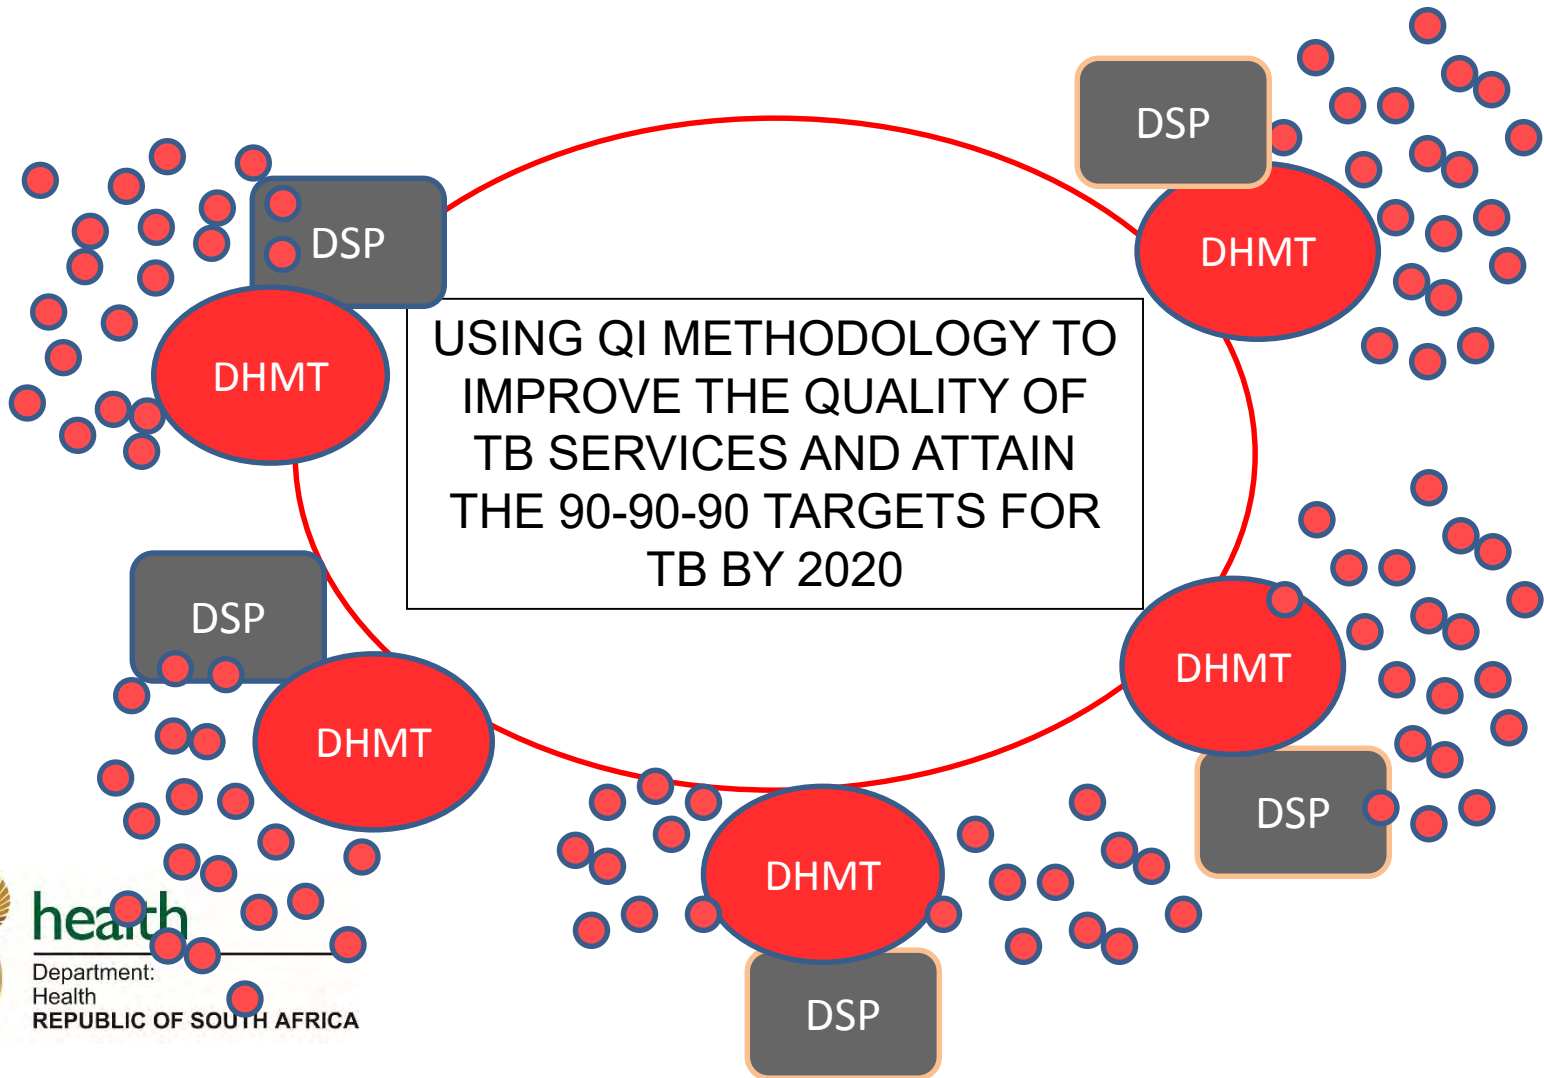 DSP
DHMT
DSP
DHMT
USING QI METHODOLOGY TO
IMPROVE THE QUALITY OF
TB SERVICES AND ATTAIN
THE 90-90-90 TARGETS FOR
TB BY 2020
DSP
DHMT
DHMT
DSP
DHMT
DSP
health
Department:
Health
REPUBLIC OF SOUTH AFRICA